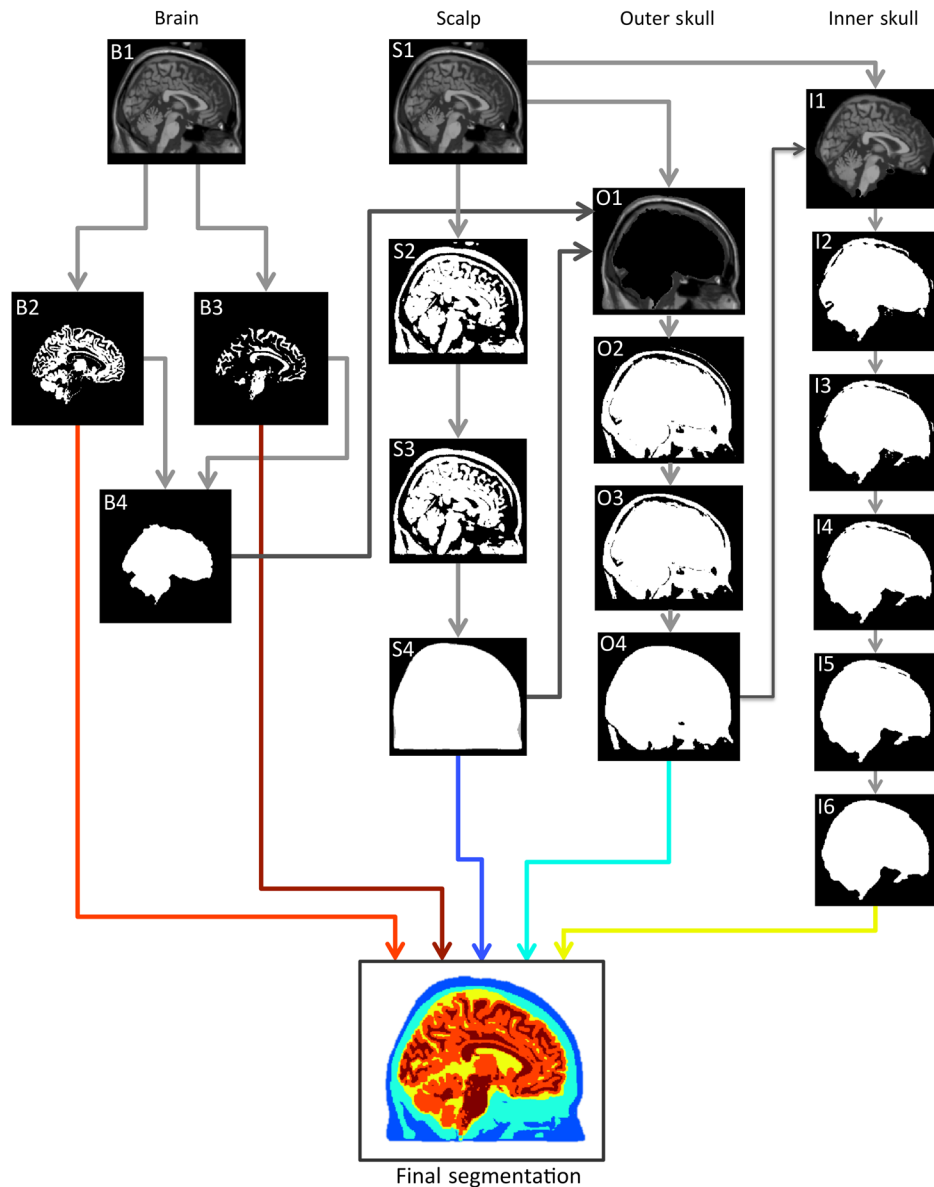 Brain
Scalp
Outer skull
Inner skull
B1
S1
I1
O1
B2
B3
S2
I2
O2
I3
S3
B4
O3
I4
S4
O4
I5
I6
Final segmentation